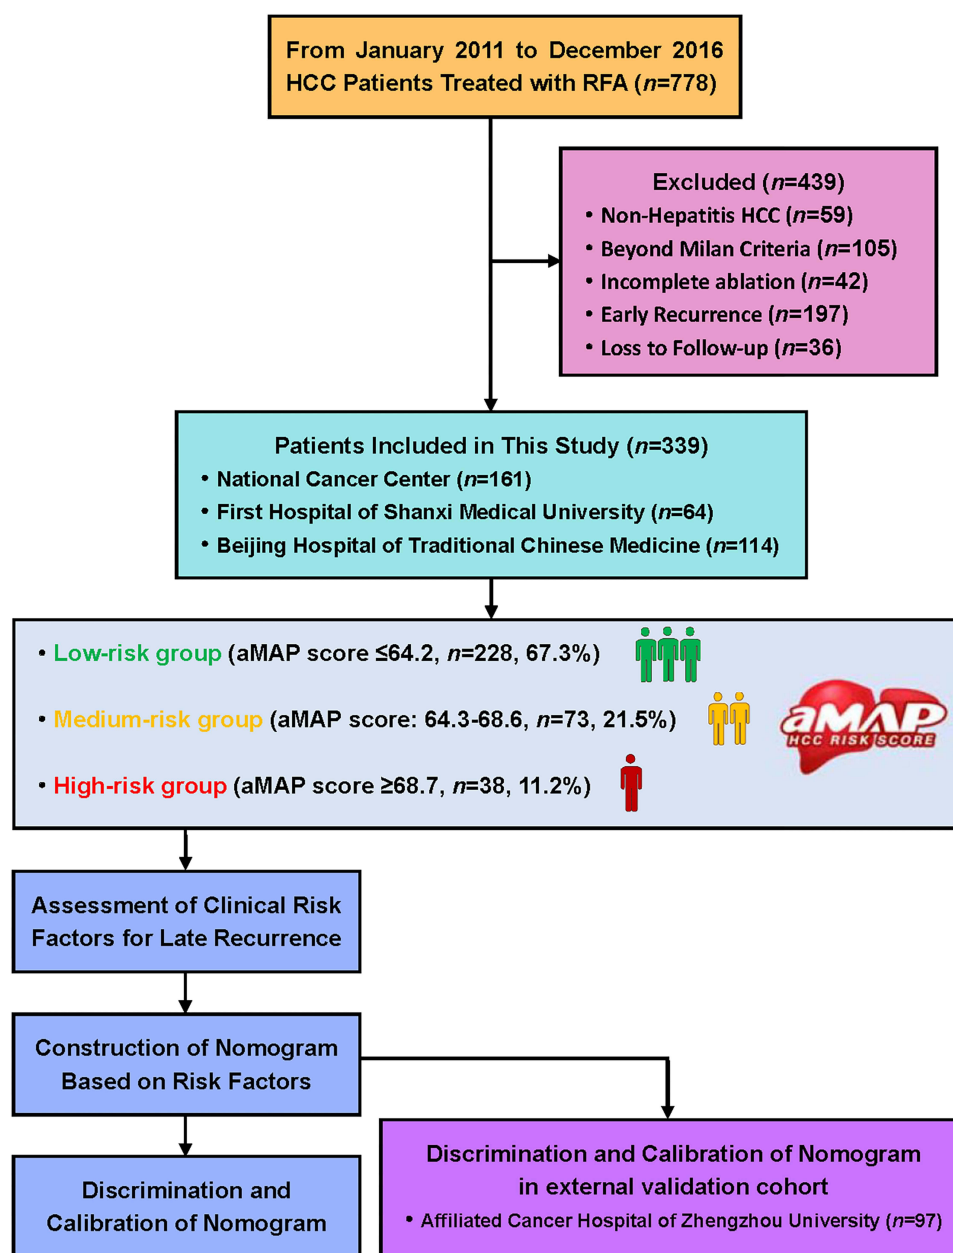 From January 2011 to December 2016
HCC Patients Treated with RFA (n=778)
Excluded (n=439)
• Non-Hepatitis HCC (n=59)
• Beyond Milan Criteria (n=105)
• Incomplete ablation (n=42)
• Early Recurrence (n=197)
• Loss to Follow-up (n=36)
Patients Included in This Study (n=339)
• National Cancer Center (n=161)
• First Hospital of Shanxi Medical University (n=64)
• Beijing Hospital of Traditional Chinese Medicine (n=114)
• Low-risk group (aMAP score ≤64.2, n=228, 67.3%)
• Medium-risk group (aMAP score: 64.3-68.6, n=73, 21.5%)
• High-risk group (aMAP score ≥68.7, n=38, 11.2%)
aMAP
HCC RISK SCORE
Assessment of Clinical Risk
Factors for Late Recurrence
Construction of Nomogram
Based on Risk Factors
Discrimination and
Calibration of Nomogram
Discrimination and Calibration of Nomogram
in external validation cohort
• Affiliated Cancer Hospital of Zhengzhou University (n=97)